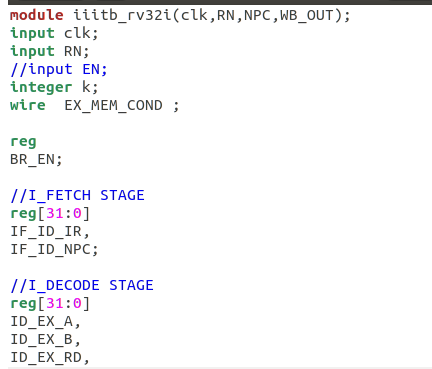 module iiitb_rv32i(clk,RN,NPC,WB_OUT);
input clk;
input RN;
//input EN;
integer k;
wire  EX_MEM_COND ;
reg
BR_EN;
//I_FETCH STAGE
reg[31:0]
IF_ID_IR,
IF_ID_NPC;
//I_DECODE STAGE
reg[31:0]
ID_EX_A,
ID_EX_B,
ID_EX_RD,